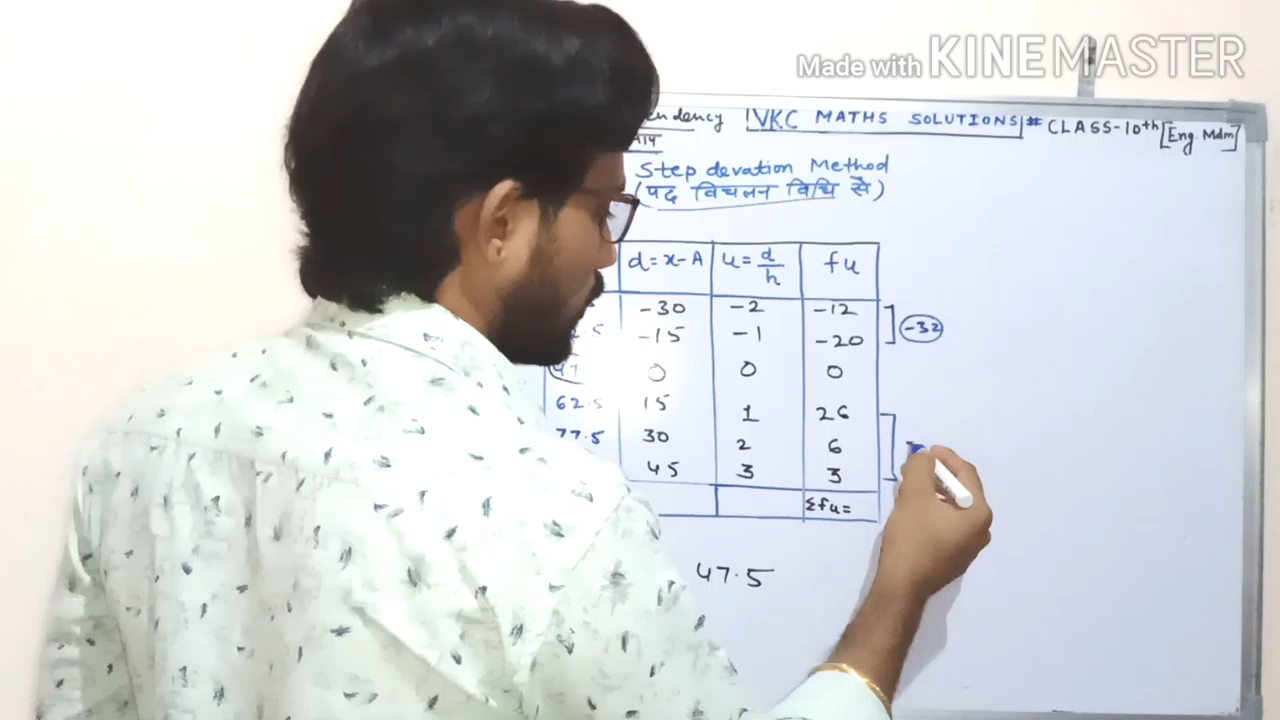 Made with KINEMASTER
endency VKC MATHS SOLUTIONS # CLASS-10th [Eng. Mdm]
Step devation Method
(पद विचलन विधि से)
d=x-A u=d/h fu
-30 -2 -12
-15 -1 -20 -32
47 0 0 0
62.5 15 1 26
77.5 30 2 6
45 3 3
Σfu=
47.5